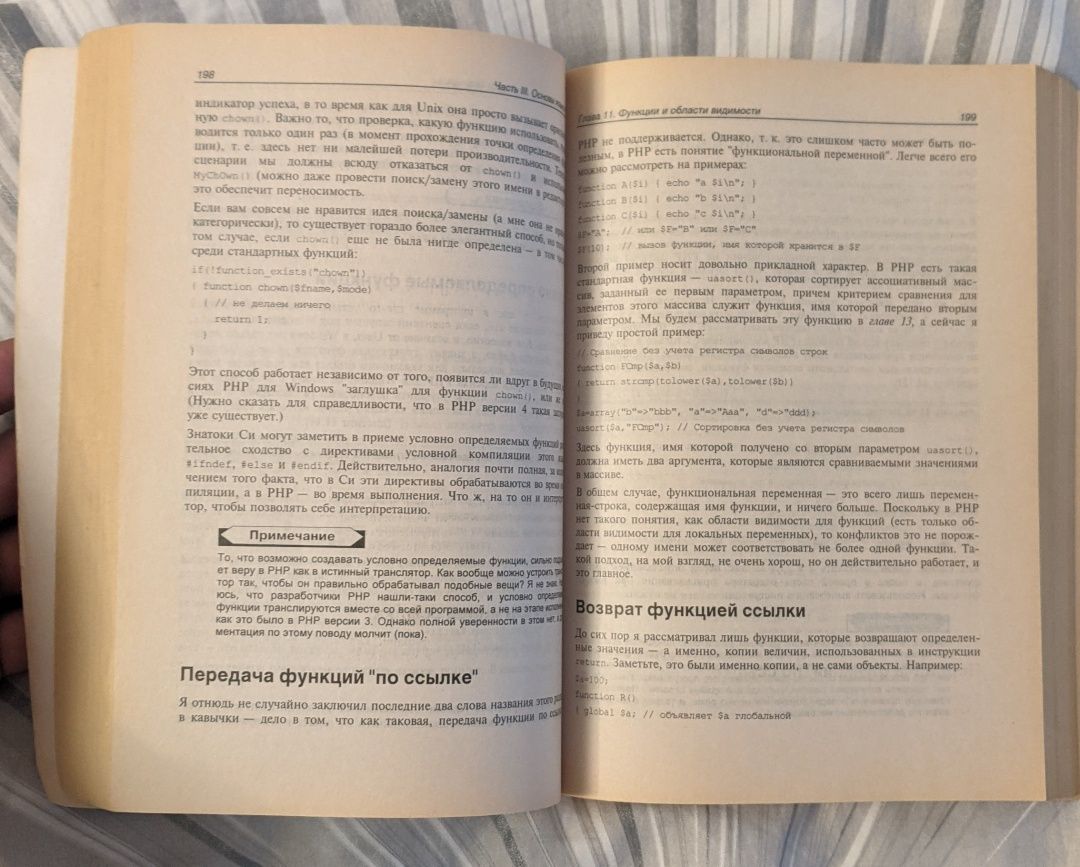 198
Часть III. Основы
индикатор успеха, в то время как для Unix она просто вызывает
ную chown(). Важно то, что проверка, какую функцию использовать,
водится только один раз (в момент прохождения точки определения
ции), т. е. здесь нет ни малейшей потери производительности.
сценарии мы должны всюду отказаться от chown() и
MyChOwn() (можно даже провести поиск/замену этого имени в
это обеспечит переносимость.
Если вам совсем не нравится идея поиска/замены (а мне она не
категорически), то существует гораздо более элегантный способ, но
том случае, если chown() еще не была нигде определена — в том
среди стандартных функций:
if(!function_exists("chown"))
{ function chown($fname,$mode)
{ // не делаем ничего
return 1;
}
}
Этот способ работает независимо от того, появится ли вдруг в
сиях PHP для Windows "заглушка" для функции chown(), или
(Нужно сказать для справедливости, что в PHP версии 4 такая
уже существует.)
Знатоки Си могут заметить в приеме условно определяемых функций
тельное сходство с директивами условной компиляции этого
#ifndef, #else и #endif. Действительно, аналогия почти полная, за
чением того факта, что в Си эти директивы обрабатываются во время
пиляции, а в PHP — во время выполнения. Что ж, на то он и
тор, чтобы позволять себе интерпретацию.
Примечание
То, что возможно создавать условно определяемые функции, сильно
ет веру в PHP как в истинный транслятор. Как вообще можно устроить
тор так, чтобы он правильно обрабатывал подобные вещи? Я не знаю.
юсь, что разработчики PHP нашли-таки способ, и условно
функции транслируются вместе со всей программой, а не на этапе
как это было в PHP версии 3. Однако полной уверенности в этом нет, а
ментация по этому поводу молчит (пока).
Передача функций "по ссылке"
Я отнюдь не случайно заключил последние два слова названия этого
в кавычки — дело в том, что как таковая, передача функции по
Глава 11. Функции и области видимости
199
PHP не поддерживается. Однако, т. к. это слишком часто может быть по-
лезным, в PHP есть понятие "функциональной переменной". Легче всего его
можно рассмотреть на примерах:
function A($i) { echo "a $i\n"; }
function B($i) { echo "b $i\n"; }
function C($i) { echo "c $i\n"; }
$F="A"; // или $F="B" или $F="C"
$F(10); // вызов функции, имя которой хранится в $F
Второй пример носит довольно прикладной характер. В PHP есть такая
стандартная функция — uasort(), которая сортирует ассоциативный мас-
сив, заданный ее первым параметром, причем критерием сравнения для
элементов этого массива служит функция, имя которой передано вторым
параметром. Мы будем рассматривать эту функцию в главе 13, а сейчас я
приведу простой пример:
// Сравнение без учета регистра символов строк
function FCmp($a,$b)
{ return strcmp(tolower($a),tolower($b))
}
$a=array("b"=>"bbb", "a"=>"Aaa", "d"=>"ddd);
uasort($a,"FCmp"); // Сортировка без учета регистра символов
Здесь функция, имя которой получено со вторым параметром uasort(),
должна иметь два аргумента, которые являются сравниваемыми значениями
в массиве.
В общем случае, функциональная переменная — это всего лишь перемен-
ная-строка, содержащая имя функции, и ничего больше. Поскольку в PHP
нет такого понятия, как области видимости для функций (есть только об-
ласти видимости для локальных переменных), то конфликтов это не порож-
дает — одному имени может соответствовать не более одной функции. Та-
кой подход, на мой взгляд, не очень хорош, но он действительно работает, и
это главное.
Возврат функцией ссылки
До сих пор я рассматривал лишь функции, которые возвращают определен-
ные значения — а именно, копии величин, использованных в инструкции
return. Заметьте, это были именно копии, а не сами объекты. Например:
$a=100;
function R()
{ global $a; // объявляет $a глобальной